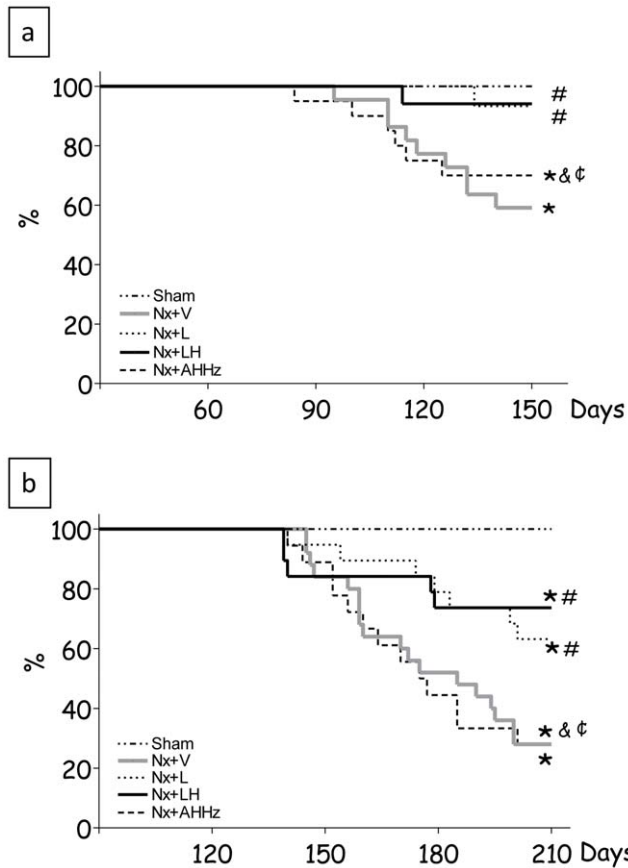 a
100
80
60
40
20
0
%
#
#
*&¢
*
Sham
Nx+V
Nx+L
Nx+LH
Nx+AHHz
60 90 120 150 Days
b
100
80
60
40
20
0
%
*#
*#
*&¢
*
Sham
Nx+V
Nx+L
Nx+LH
Nx+AHHz
120 150 180 210 Days